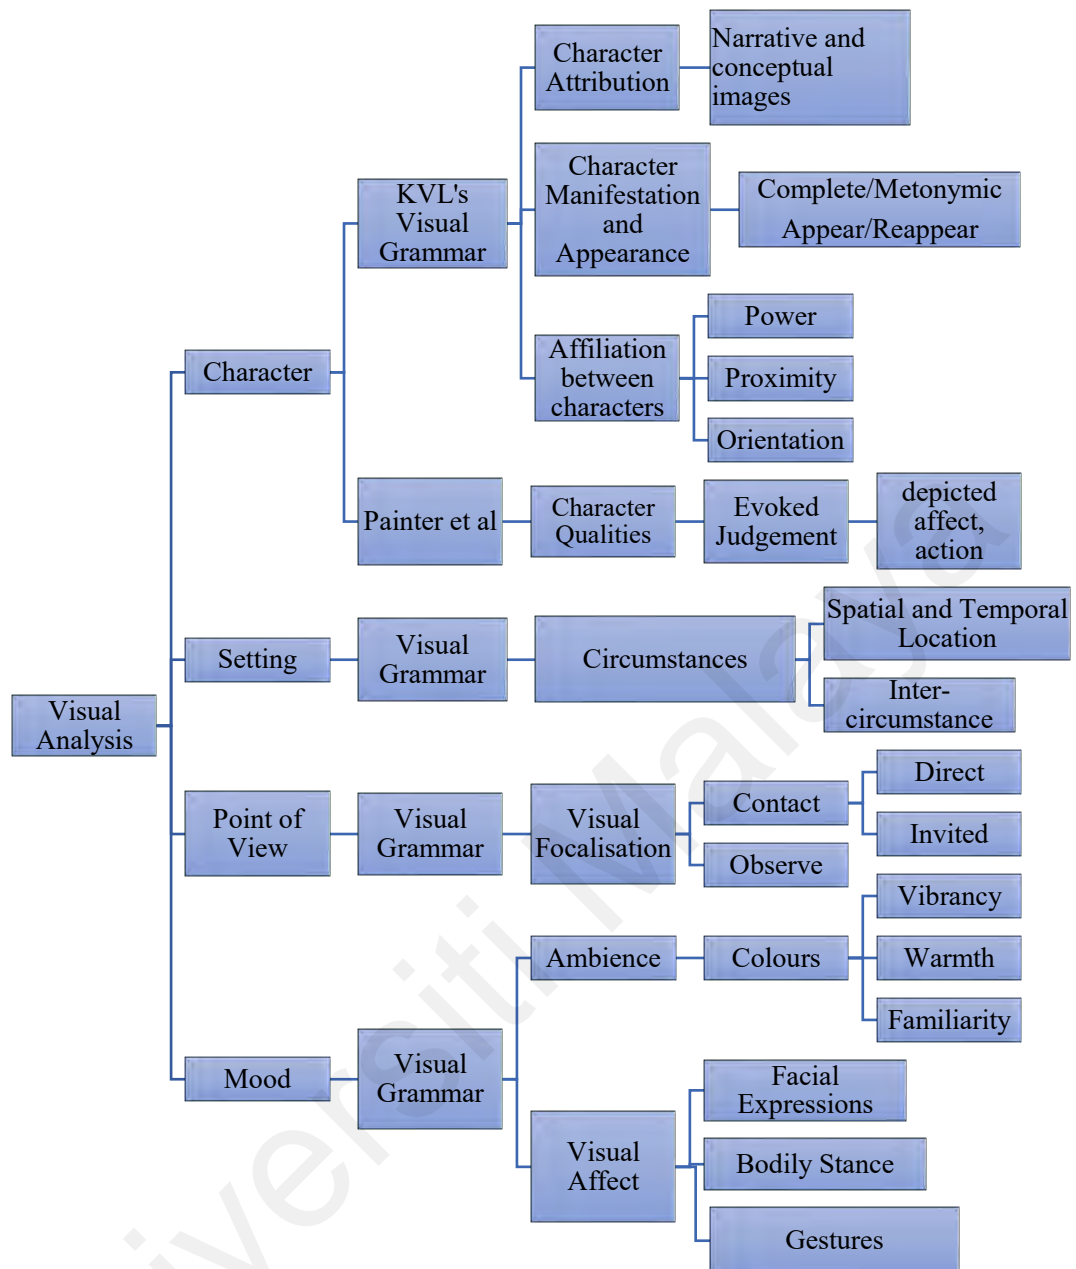 Character
Attribution
Narrative and
conceptual
images
KVL's
Visual
Grammar
Character
Manifestation
and
Appearance
Complete/Metonymic
Appear/Reappear
Affiliation
between
characters
Power
Proximity
Orientation
Character
Painter et al
Character
Qualities
Evoked
Judgement
depicted
affect,
action
Visual
Analysis
Setting
Visual
Grammar
Circumstances
Spatial and Temporal
Location
Inter-
circumstance
Point of
View
Visual
Grammar
Visual
Focalisation
Contact
Direct
Invited
Observe
Mood
Visual
Grammar
Ambience
Colours
Vibrancy
Warmth
Familiarity
Visual
Affect
Facial
Expressions
Bodily Stance
Gestures
versiti Malaya